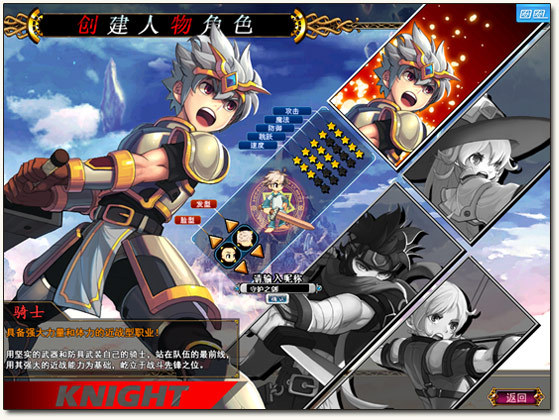 创建人物角色
攻击
魔法
防御
跳跃
速度
发型
脸型
请输入昵称
守护之剑
骑士
具备强大力量和体力的近战型职业！
用坚实的武器和防具武装自己的骑士，站在队伍的最前线，
用其强大的近战能力为基础，屹立于战斗先锋之位。
KNIGHT
返回